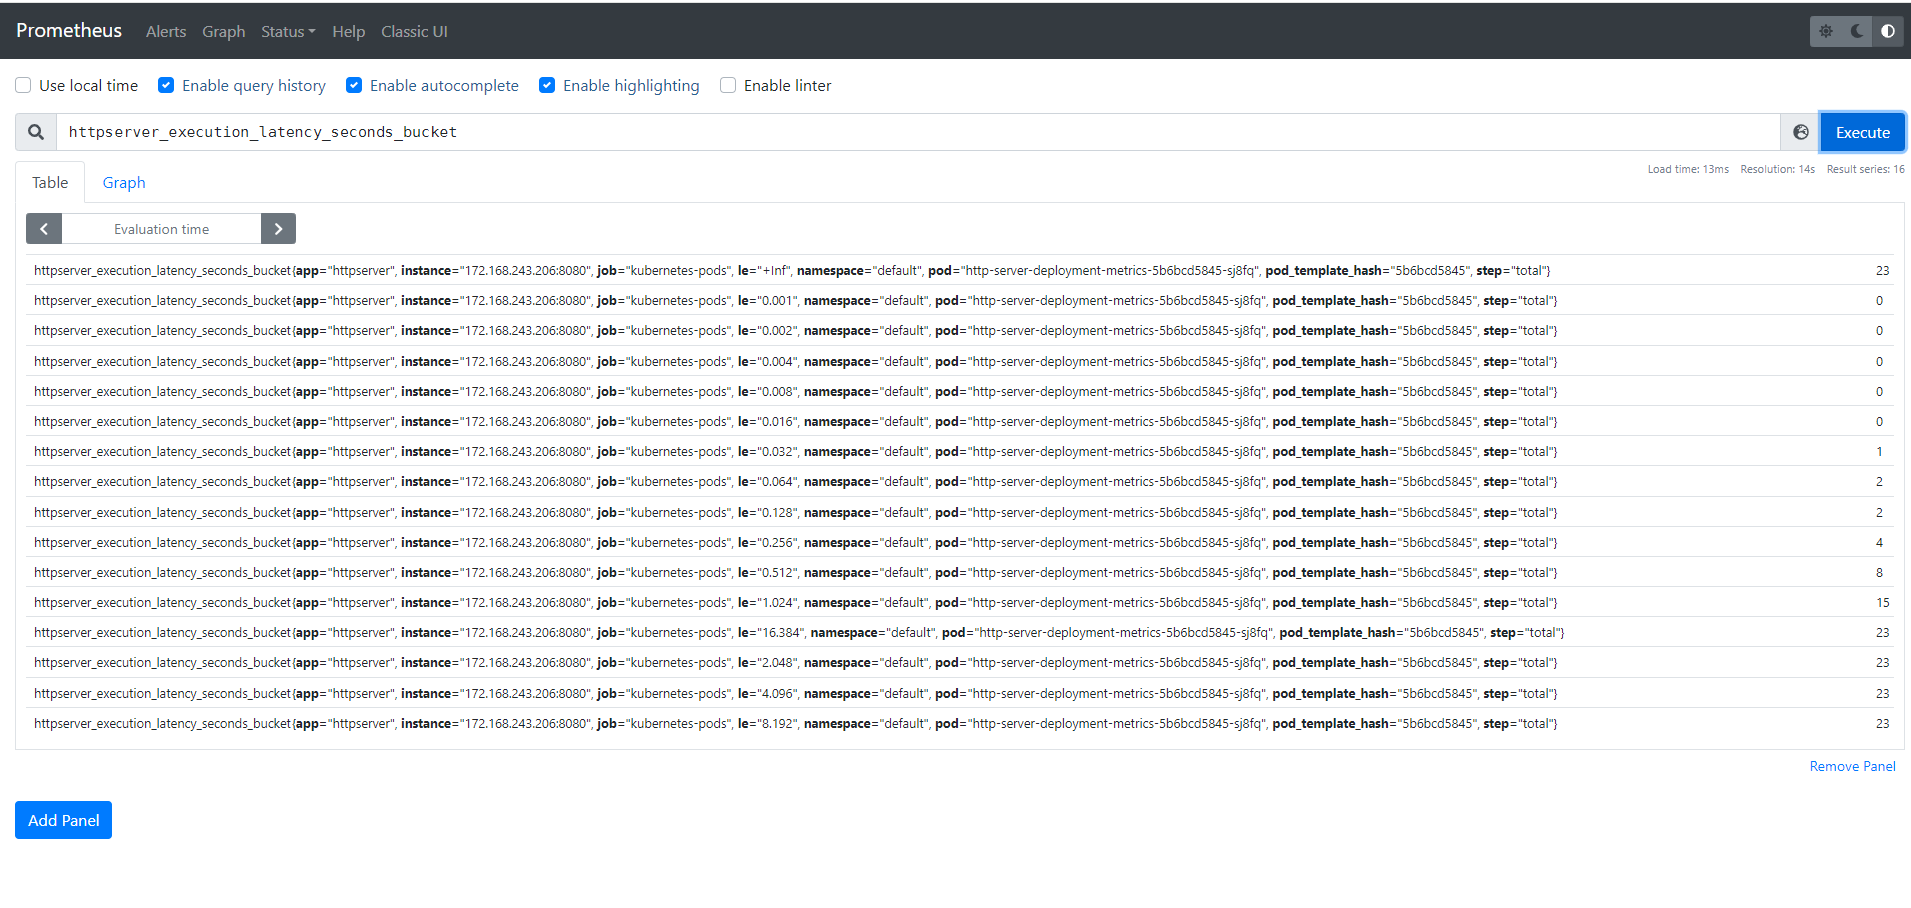 Prometheus Alerts Graph Status Help Classic UI
Use local time Enable query history Enable autocomplete Enable highlighting Enable linter
httpserver_execution_latency_seconds_bucket Execute
Load time: 13ms Resolution: 14s Result series: 16
Table Graph
Evaluation time
httpserver_execution_latency_seconds_bucket{app="httpserver", instance="172.168.243.206:8080", job="kubernetes-pods", le="+Inf", namespace="default", pod="http-server-deployment-metrics-5b6bcd5845-sj8fq", pod_template_hash="5b6bcd5845", step="total"} 23
httpserver_execution_latency_seconds_bucket{app="httpserver", instance="172.168.243.206:8080", job="kubernetes-pods", le="0.001", namespace="default", pod="http-server-deployment-metrics-5b6bcd5845-sj8fq", pod_template_hash="5b6bcd5845", step="total"} 0
httpserver_execution_latency_seconds_bucket{app="httpserver", instance="172.168.243.206:8080", job="kubernetes-pods", le="0.002", namespace="default", pod="http-server-deployment-metrics-5b6bcd5845-sj8fq", pod_template_hash="5b6bcd5845", step="total"} 0
httpserver_execution_latency_seconds_bucket{app="httpserver", instance="172.168.243.206:8080", job="kubernetes-pods", le="0.004", namespace="default", pod="http-server-deployment-metrics-5b6bcd5845-sj8fq", pod_template_hash="5b6bcd5845", step="total"} 0
httpserver_execution_latency_seconds_bucket{app="httpserver", instance="172.168.243.206:8080", job="kubernetes-pods", le="0.008", namespace="default", pod="http-server-deployment-metrics-5b6bcd5845-sj8fq", pod_template_hash="5b6bcd5845", step="total"} 0
httpserver_execution_latency_seconds_bucket{app="httpserver", instance="172.168.243.206:8080", job="kubernetes-pods", le="0.016", namespace="default", pod="http-server-deployment-metrics-5b6bcd5845-sj8fq", pod_template_hash="5b6bcd5845", step="total"} 0
httpserver_execution_latency_seconds_bucket{app="httpserver", instance="172.168.243.206:8080", job="kubernetes-pods", le="0.032", namespace="default", pod="http-server-deployment-metrics-5b6bcd5845-sj8fq", pod_template_hash="5b6bcd5845", step="total"} 1
httpserver_execution_latency_seconds_bucket{app="httpserver", instance="172.168.243.206:8080", job="kubernetes-pods", le="0.064", namespace="default", pod="http-server-deployment-metrics-5b6bcd5845-sj8fq", pod_template_hash="5b6bcd5845", step="total"} 2
httpserver_execution_latency_seconds_bucket{app="httpserver", instance="172.168.243.206:8080", job="kubernetes-pods", le="0.128", namespace="default", pod="http-server-deployment-metrics-5b6bcd5845-sj8fq", pod_template_hash="5b6bcd5845", step="total"} 2
httpserver_execution_latency_seconds_bucket{app="httpserver", instance="172.168.243.206:8080", job="kubernetes-pods", le="0.256", namespace="default", pod="http-server-deployment-metrics-5b6bcd5845-sj8fq", pod_template_hash="5b6bcd5845", step="total"} 4
httpserver_execution_latency_seconds_bucket{app="httpserver", instance="172.168.243.206:8080", job="kubernetes-pods", le="0.512", namespace="default", pod="http-server-deployment-metrics-5b6bcd5845-sj8fq", pod_template_hash="5b6bcd5845", step="total"} 8
httpserver_execution_latency_seconds_bucket{app="httpserver", instance="172.168.243.206:8080", job="kubernetes-pods", le="1.024", namespace="default", pod="http-server-deployment-metrics-5b6bcd5845-sj8fq", pod_template_hash="5b6bcd5845", step="total"} 15
httpserver_execution_latency_seconds_bucket{app="httpserver", instance="172.168.243.206:8080", job="kubernetes-pods", le="16.384", namespace="default", pod="http-server-deployment-metrics-5b6bcd5845-sj8fq", pod_template_hash="5b6bcd5845", step="total"} 23
httpserver_execution_latency_seconds_bucket{app="httpserver", instance="172.168.243.206:8080", job="kubernetes-pods", le="2.048", namespace="default", pod="http-server-deployment-metrics-5b6bcd5845-sj8fq", pod_template_hash="5b6bcd5845", step="total"} 23
httpserver_execution_latency_seconds_bucket{app="httpserver", instance="172.168.243.206:8080", job="kubernetes-pods", le="4.096", namespace="default", pod="http-server-deployment-metrics-5b6bcd5845-sj8fq", pod_template_hash="5b6bcd5845", step="total"} 23
httpserver_execution_latency_seconds_bucket{app="httpserver", instance="172.168.243.206:8080", job="kubernetes-pods", le="8.192", namespace="default", pod="http-server-deployment-metrics-5b6bcd5845-sj8fq", pod_template_hash="5b6bcd5845", step="total"} 23
Remove Panel
Add Panel